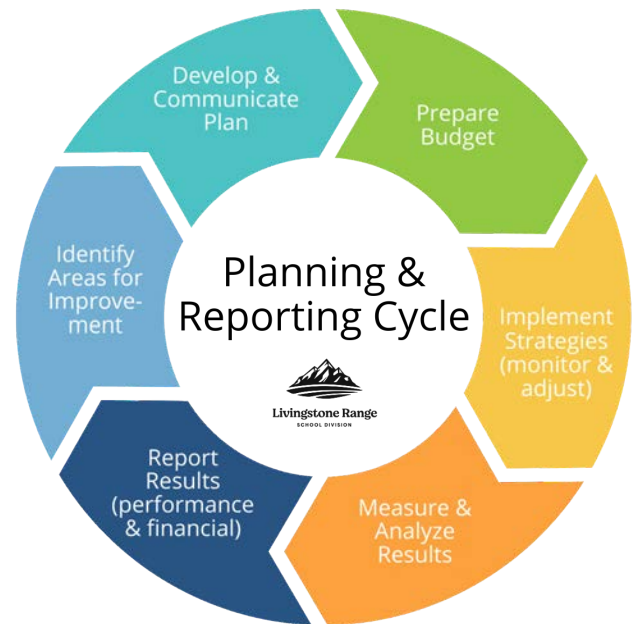 Develop &
Communicate
Plan
Prepare
Budget
Implement
Strategies
(monitor &
adjust)
Measure &
Analyze
Results
Report
Results
(performance
& financial)
Identify
Areas for
Improve-
ment
Planning &
Reporting Cycle
Livingstone Range
SCHOOL DIVISION